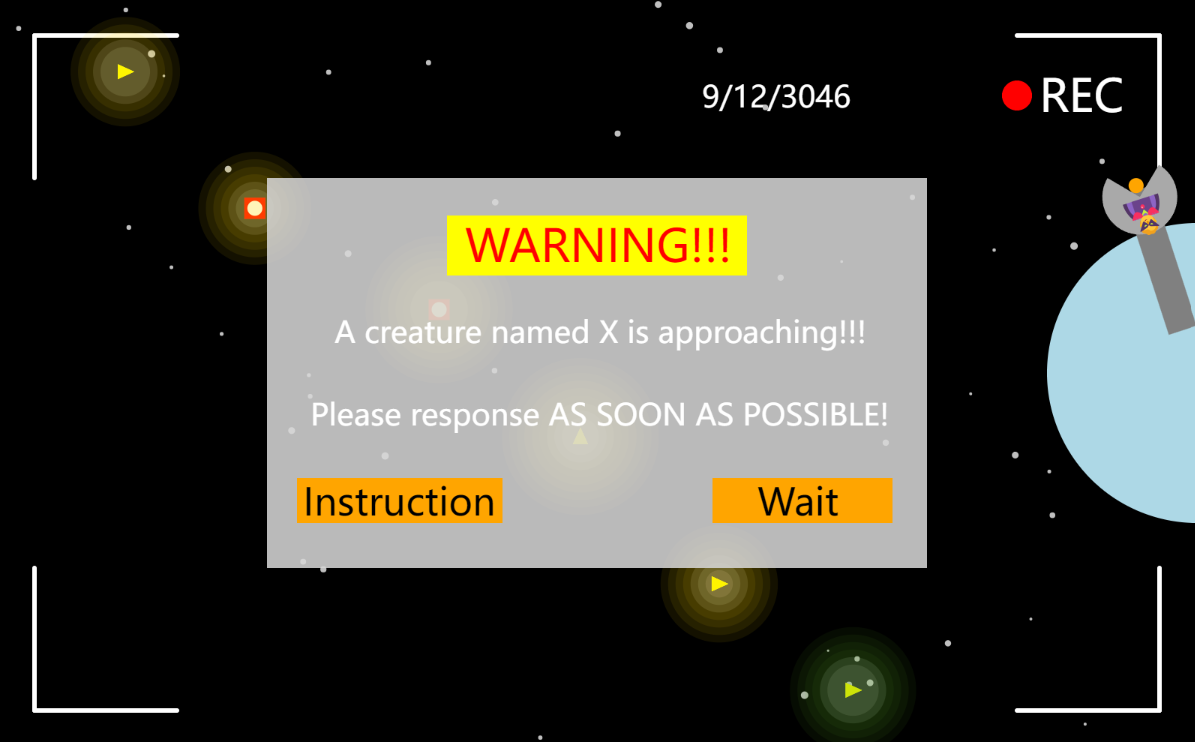 9/12/3046
REC
WARNING!!!
A creature named X is approaching!!!
Please response AS SOON AS POSSIBLE!
Instruction
Wait